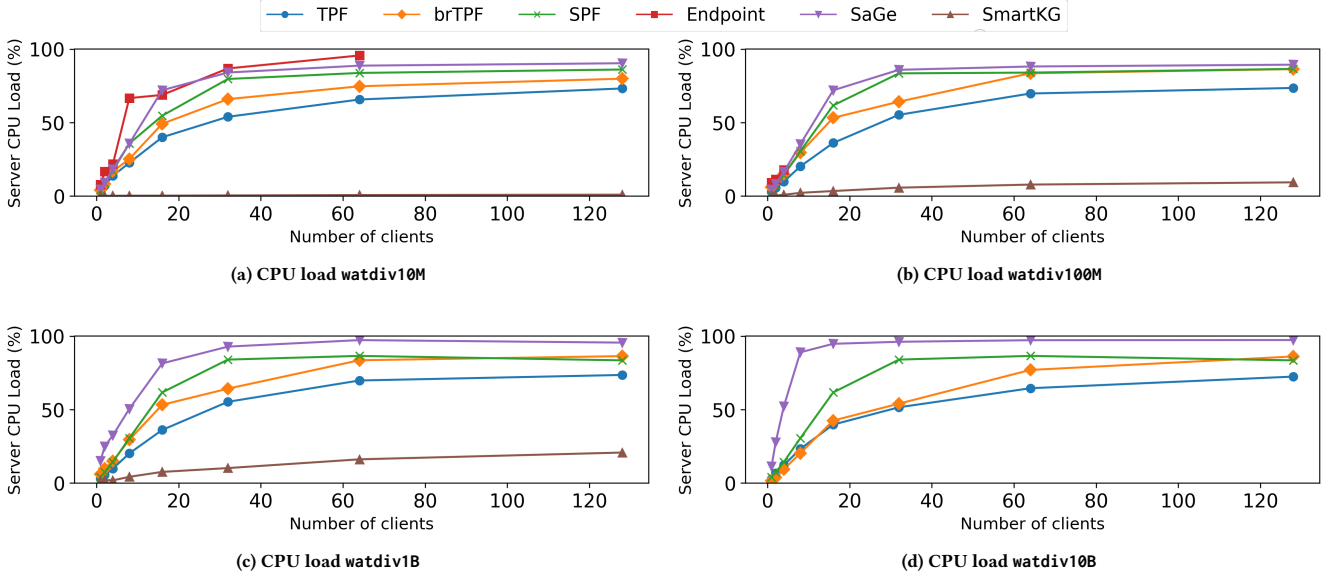 TPF brTPF SPF Endpoint SaGe SmartKG
Server CPU Load (%)
100
50
0
0 20 40 60 80 100 120
Number of clients
(a) CPU load watdiv10M
Server CPU Load (%)
100
50
0
0 20 40 60 80 100 120
Number of clients
(b) CPU load watdiv100M
Server CPU Load (%)
100
50
0
0 20 40 60 80 100 120
Number of clients
(c) CPU load watdiv1B
Server CPU Load (%)
100
50
0
0 20 40 60 80 100 120
Number of clients
(d) CPU load watdiv10B